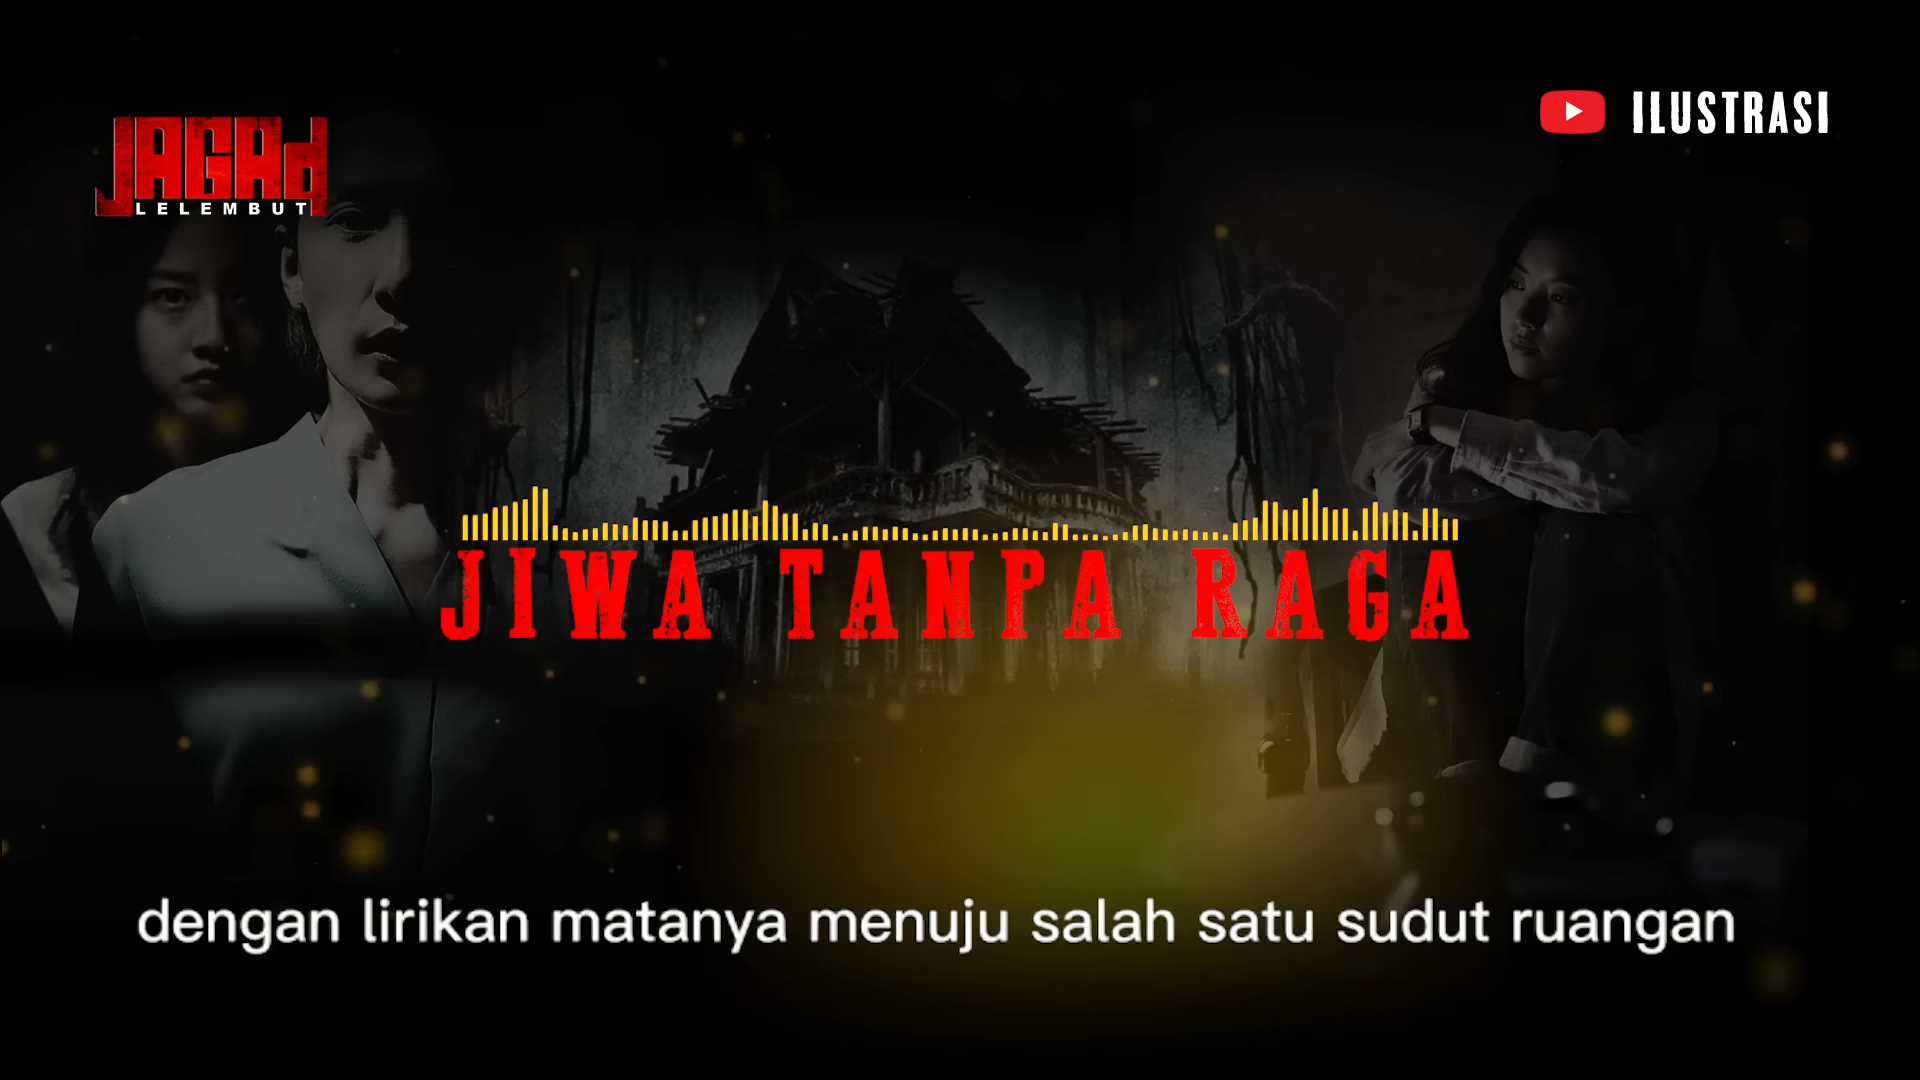 ILUSTRASI
JAGAd
LELEMBUT
JIWA TANPA RAGA
dengan lirikan matanya menuju salah satu sudut ruangan